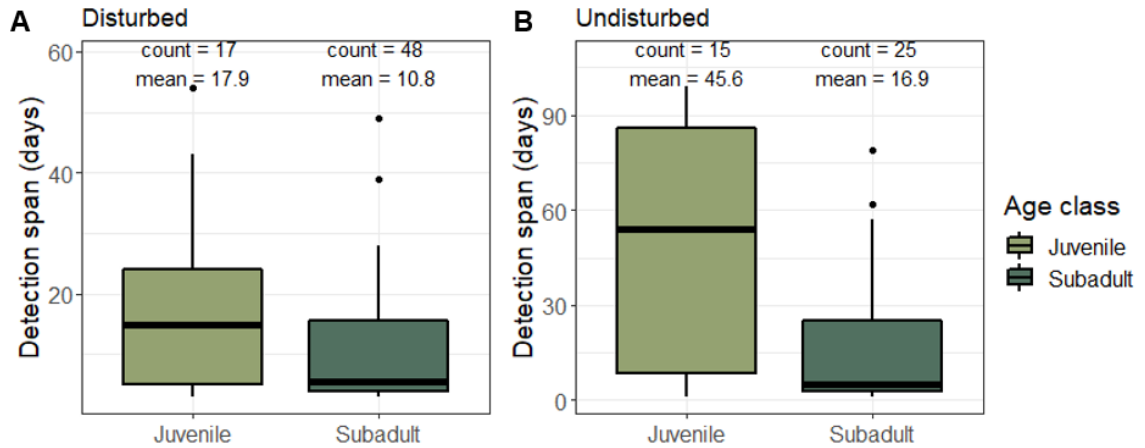 A
Disturbed
count = 17
count = 48
mean = 17.9
mean = 10.8
60
40
20
Detection span (days)
Juvenile
Subadult
B
Undisturbed
count = 15
count = 25
mean = 45.6
mean = 16.9
90
60
30
0
Detection span (days)
Juvenile
Subadult
Age class
Juvenile
Subadult